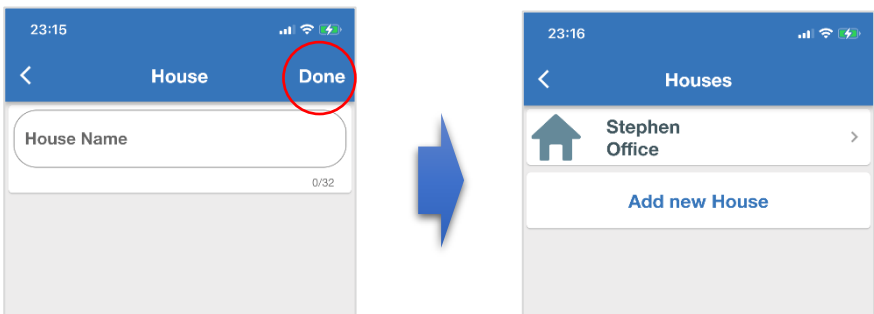 23:15
House
Done
House Name
0/32
23:16
Houses
Stephen
Office
Add new House